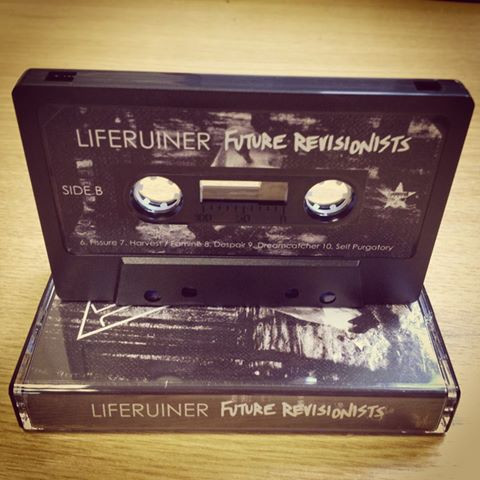 LIFERUINER FUTURE REVISIONISTS
SIDE B
100 50 0
6. Fissure 7. Harvest / Famine 8. Despair 9. Dreamcatcher 10. Self Purgatory
LIFERUINER FUTURE REVISIONISTS